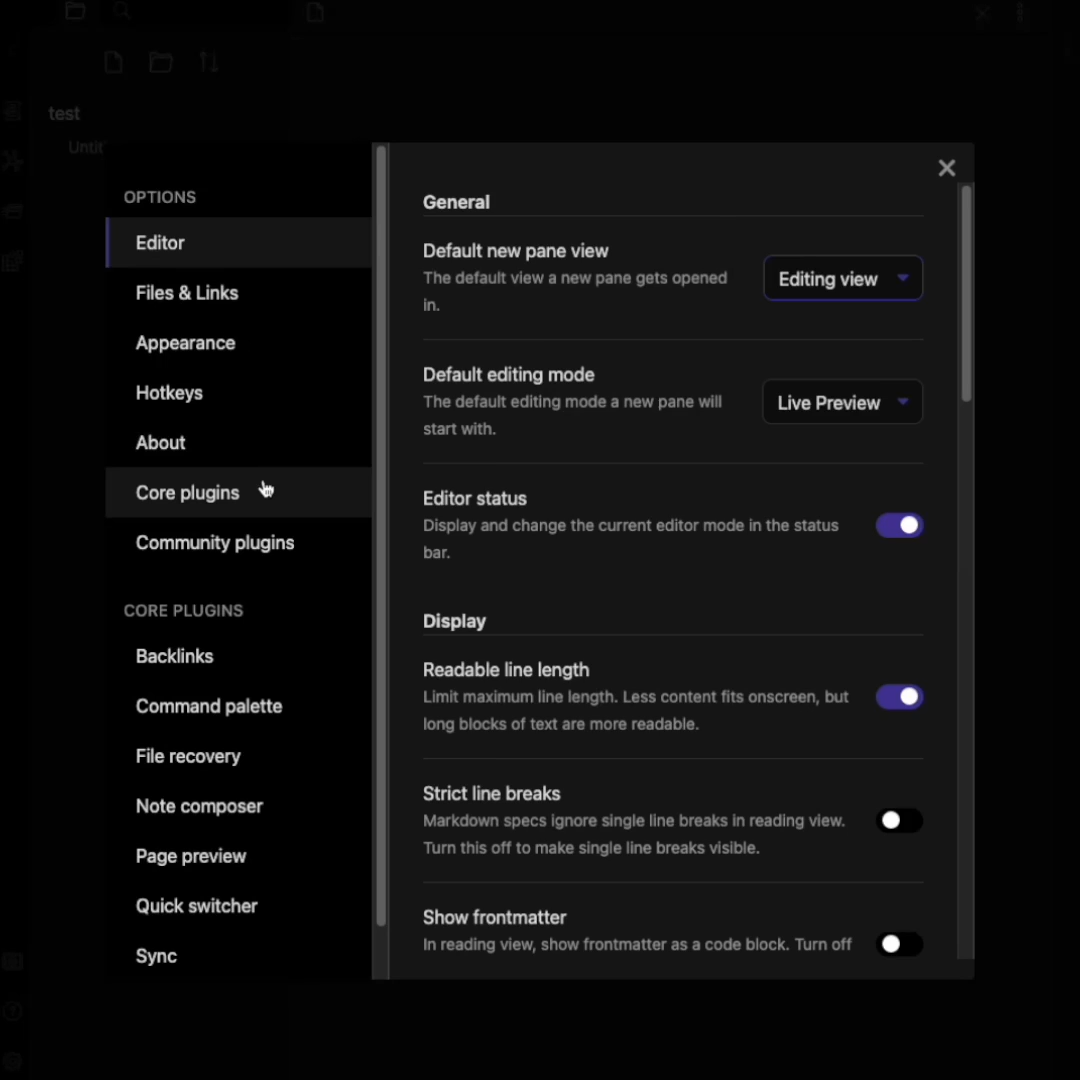 test
OPTIONS
Editor
Files & Links
Appearance
Hotkeys
About
Core plugins
Community plugins
CORE PLUGINS
Backlinks
Command palette
File recovery
Note composer
Page preview
Quick switcher
Sync
General
Default new pane view
The default view a new pane gets opened
in.
Editing view
Default editing mode
The default editing mode a new pane will
start with.
Live Preview
Editor status
Display and change the current editor mode in the status
bar.
Display
Readable line length
Limit maximum line length. Less content fits onscreen, but
long blocks of text are more readable.
Strict line breaks
Markdown specs ignore single line breaks in reading view.
Turn this off to make single line breaks visible.
Show frontmatter
In reading view, show frontmatter as a code block. Turn off